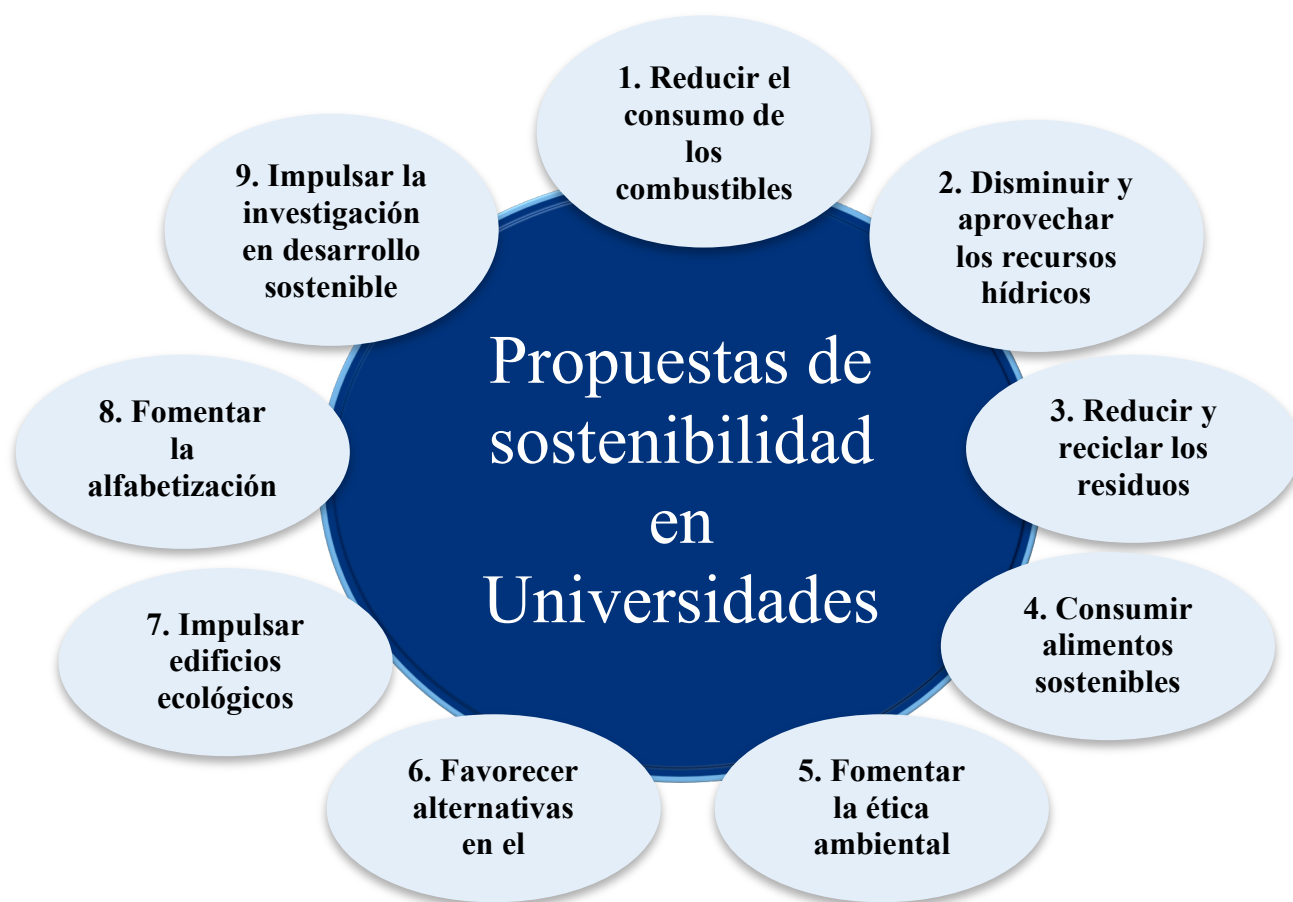 Propuestas de
sostenibilidad
en
Universidades
1. Reducir el
consumo de
los
combustibles
2. Disminuir y
aprovechar
los recursos
hídricos
3. Reducir y
reciclar los
residuos
4. Consumir
alimentos
sostenibles
5. Fomentar
la ética
ambiental
6. Favorecer
alternativas
en el
7. Impulsar
edificios
ecológicos
8. Fomentar
la
alfabetización
9. Impulsar la
investigación
en desarrollo
sostenible